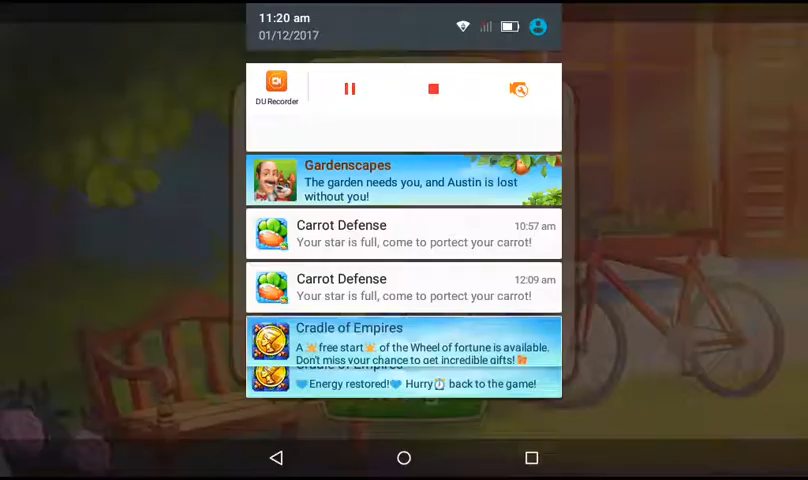 11:20 am
01/12/2017
DU Recorder
Gardenscapes
The garden needs you, and Austin is lost
without you!
Carrot Defense 10:57 am
Your star is full, come to portect your carrot!
Carrot Defense 12:09 am
Your star is full, come to portect your carrot!
Cradle of Empires
A 💥free start💥 of the Wheel of fortune is available.
Don't miss your chance to get incredible gifts! 🎁
Cradle of Empires
💙Energy restored!💙 Hurry⏰ back to the game!